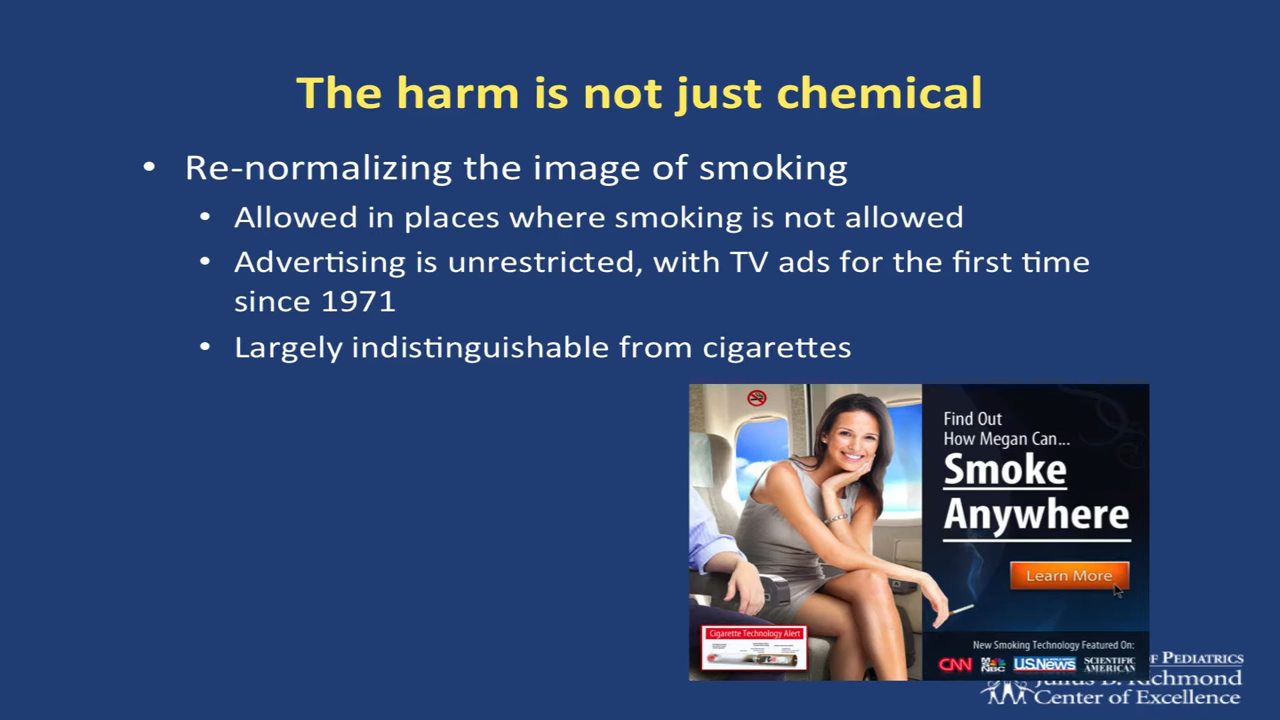 The harm is not just chemical
• Re-normalizing the image of smoking
• Allowed in places where smoking is not allowed
• Advertising is unrestricted, with TV ads for the first time
since 1971
• Largely indistinguishable from cigarettes
Find Out
How Megan Can...
Smoke
Anywhere
Learn More
Cigarette Technology Alert
New Smoking Technology Featured On:
CNN MSNBC U.S.News SCIENTIFIC
AMERICAN
OF PEDIATRICS
Richmond
Center of Excellence